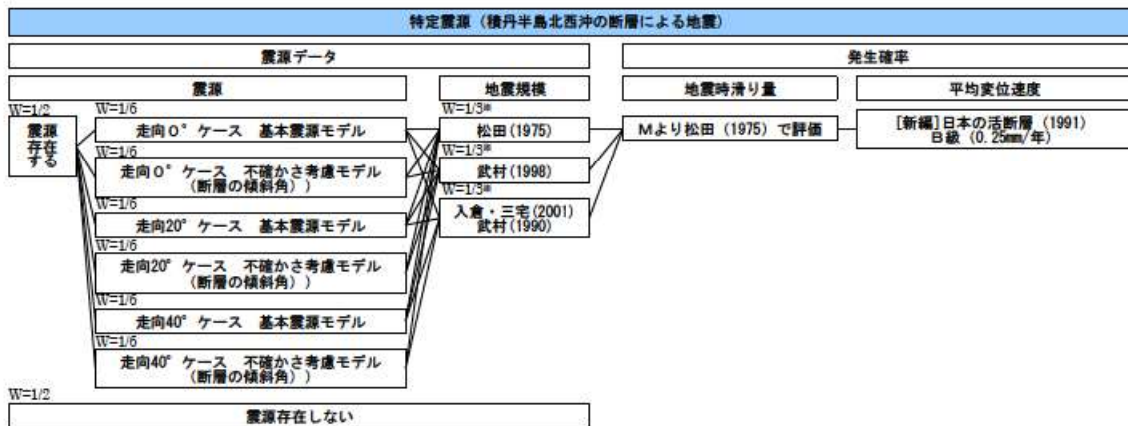 特定震源（積丹半島北西沖の断層による地震）
震源データ
発生確率
震源
地震規模
地震時滑り量
平均変位速度
W=1/2
震源
存在
する
W=1/6
走向０°ケース　基本震源モデル
W=1/6
走向０°ケース　不確かさ考慮モデル
（断層の傾斜角））
W=1/6
走向20°ケース　基本震源モデル
W=1/6
走向20°ケース　不確かさ考慮モデル
（断層の傾斜角））
W=1/6
走向40°ケース　基本震源モデル
W=1/6
走向40°ケース　不確かさ考慮モデル
（断層の傾斜角））
W=1/3※
松田(1975)
W=1/3※
武村(1998)
W=1/3※
入倉・三宅(2001)
武村(1990)
Ｍより松田（1975）で評価
[新編]日本の活断層（1991）
Ｂ級（0.25mm/年）
W=1/2
震源存在しない